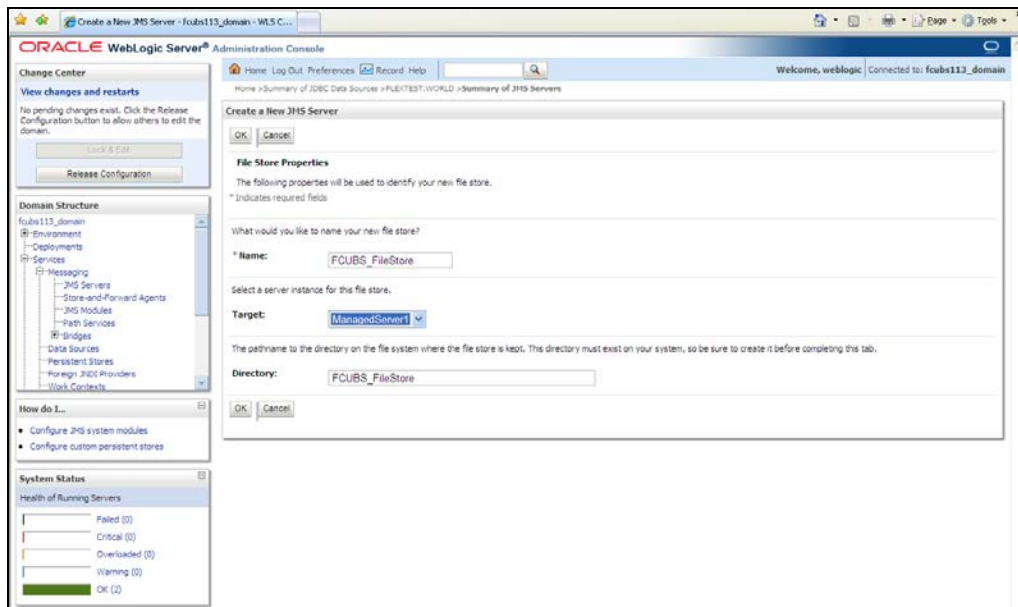 Create a New JMS Server - fcubs113_domain - WLS C...
Page Tools
ORACLE WebLogic Server® Administration Console
Change Center
View changes and restarts
No pending changes exist. Click the Release
Configuration button to allow others to edit the
domain.
Lock & Edit
Release Configuration
Domain Structure
fcubs113_domain
Environment
Deployments
Services
Messaging
JMS Servers
Store-and-Forward Agents
JMS Modules
Path Services
Bridges
Data Sources
Persistent Stores
Foreign JNDI Providers
Work Contexts
How do I...
Configure JMS system modules
Configure custom persistent stores
System Status
Health of Running Servers
Failed (0)
Critical (0)
Overloaded (0)
Warning (0)
OK (2)
Home Log Out Preferences Record Help
Welcome, weblogic Connected to: fcubs113_domain
Home >Summary of JDBC Data Sources >FLEXTEST.WORLD >Summary of JMS Servers
Create a New JMS Server
OK Cancel
File Store Properties
The following properties will be used to identify your new file store.
* Indicates required fields
What would you like to name your new file store?
* Name: FCUBS_FileStore
Select a server instance for this file store.
Target: ManagedServer1
The pathname to the directory on the file system where the file store is kept. This directory must exist on your system, so be sure to create it before completing this tab.
Directory: FCUBS_FileStore
OK Cancel